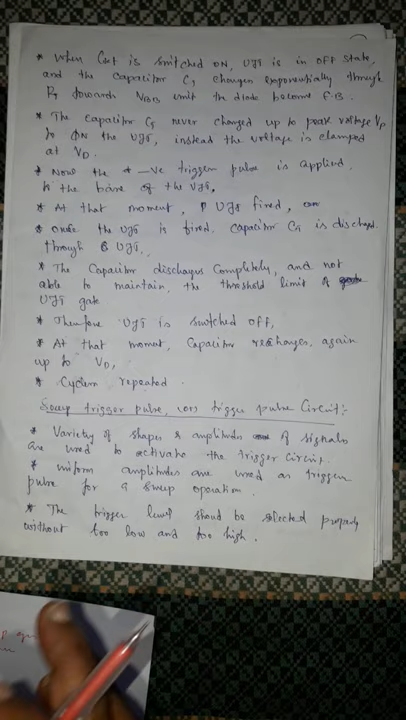 * When Cut is switched ON, UJT is in OFF state,
and the capacitor C1 charges exponentially through
RT towards VBB until the diode become F.B.
* The capacitor CT never charged up to peak voltage Vp
to ON the UJT, instead the voltage is clamped
at VD.
* Now the -ve trigger pulse is applied
to the base of the UJT,
* At that moment, UJT fired,
* Once the UJT is fired, capacitor C1 is discharged
through UJT.
* The Capacitor discharges Completely, and not
able to maintain the threshold limit of
UJT gate
* Therefore UJT is switched OFF,
* At that moment, Capacitor recharges again
up to VD,
* Cycle repeated.
Sweep trigger pulse, (or) trigger pulse Circuit:-
* Variety of shapes & amplitudes of signals
are used to activate the trigger Circuit.
* uniform amplitudes are used as trigger
pulse for a sweep operation.
* The trigger level should be selected properly
without too low and too high.